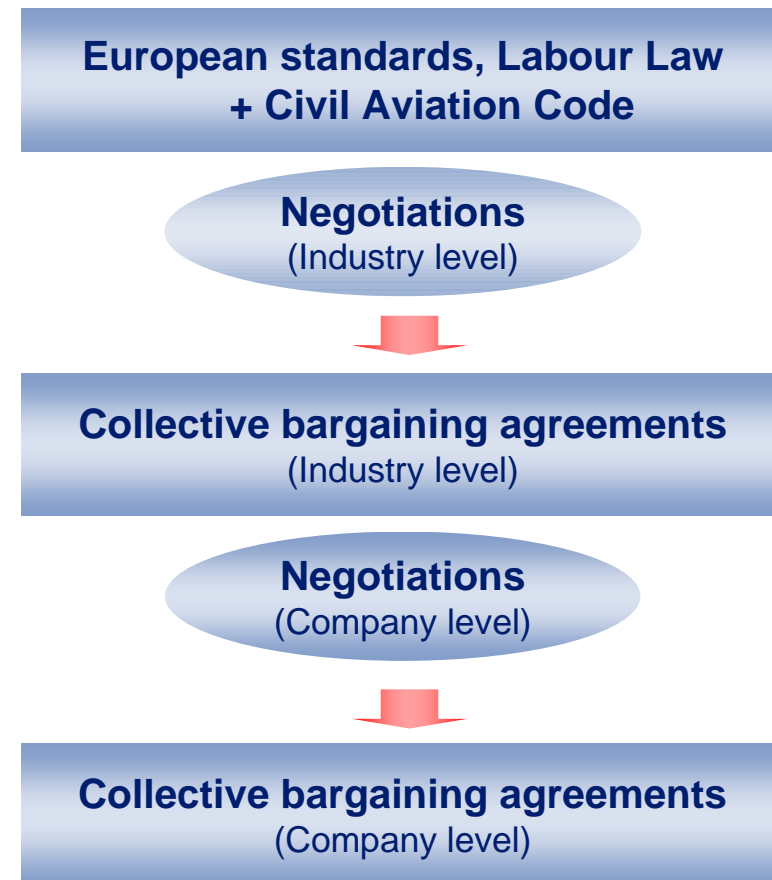 European standards, Labour Law
+ Civil Aviation Code
Negotiations
(Industry level)
Collective bargaining agreements
(Industry level)
Negotiations
(Company level)
Collective bargaining agreements
(Company level)